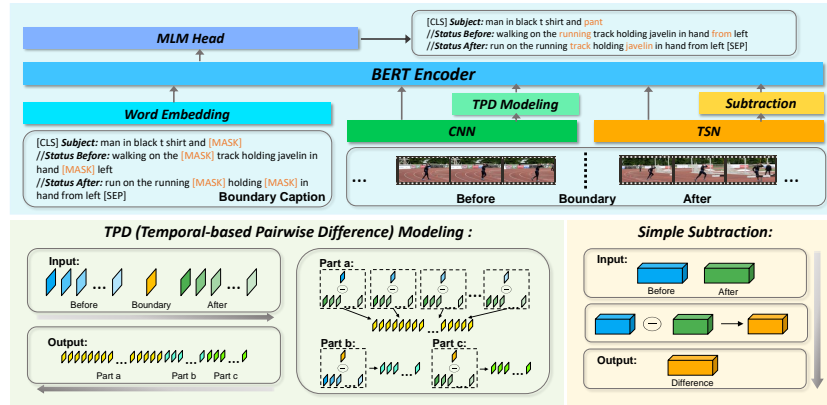 MLM Head
[CLS] Subject: man in black t shirt and pant
//Status Before: walking on the running track holding javelin in hand from left
//Status After: run on the running track holding javelin in hand from left [SEP]
BERT Encoder
Word Embedding
TPD Modeling
Subtraction
CNN
TSN
[CLS] Subject: man in black t shirt and [MASK]
//Status Before: walking on the [MASK] track holding javelin in
hand [MASK] left
//Status After: run on the running [MASK] holding [MASK] in
hand from left [SEP]
Boundary Caption
... ...
Before Boundary After
TPD (Temporal-based Pairwise Difference) Modeling :
Input:
...
...
Before Boundary After
Output:
... ... ...
Part a Part b Part c
Part a:
... ... ... ... ...
...
Part b: Part c:
... ... ... ...
Simple Subtraction:
Input:
Before After
Output:
Difference